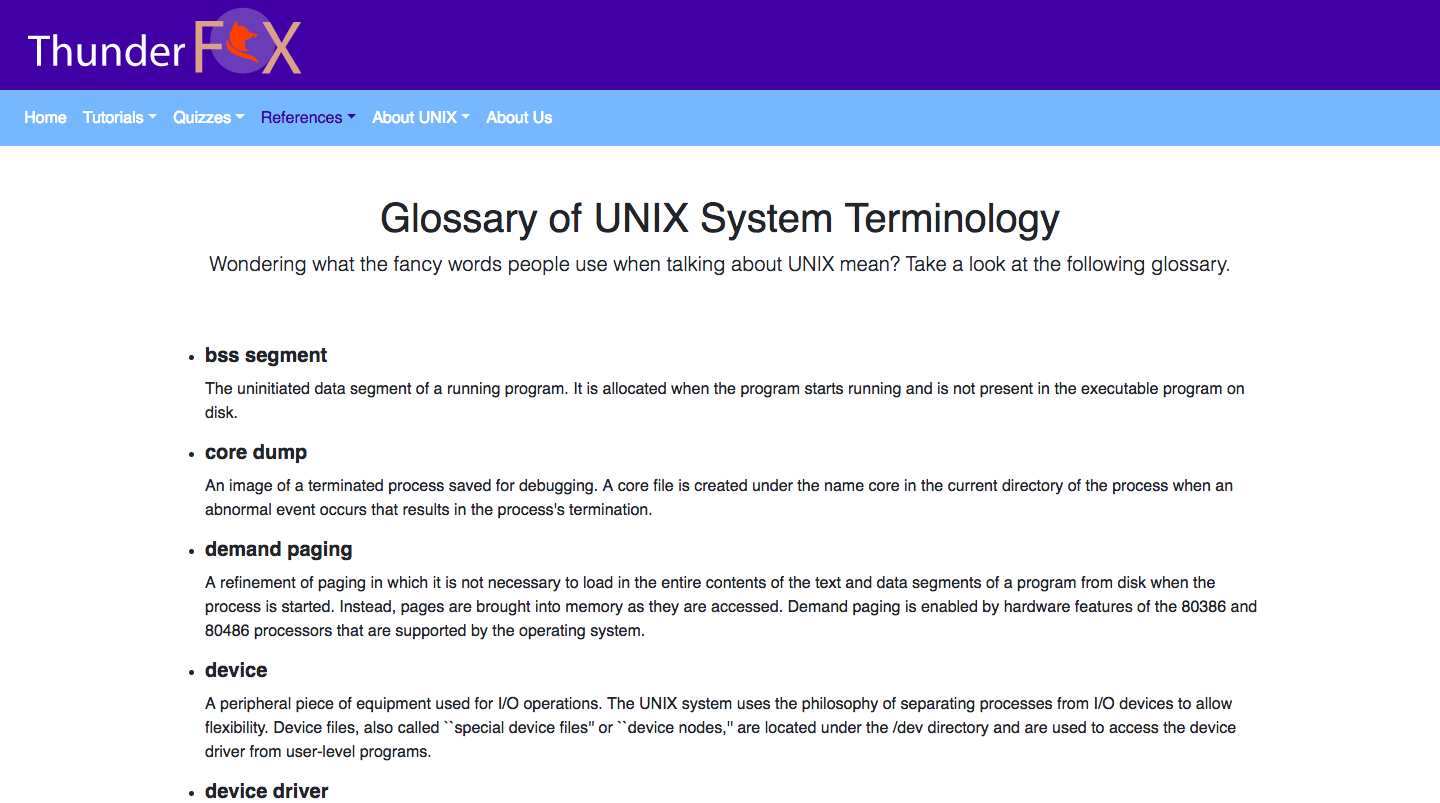 Thunder FOX
Home Tutorials Quizzes References About UNIX About Us
Glossary of UNIX System Terminology
Wondering what the fancy words people use when talking about UNIX mean? Take a look at the following glossary.
• bss segment
The uninitiated data segment of a running program. It is allocated when the program starts running and is not present in the executable program on
disk.
• core dump
An image of a terminated process saved for debugging. A core file is created under the name core in the current directory of the process when an
abnormal event occurs that results in the process's termination.
• demand paging
A refinement of paging in which it is not necessary to load in the entire contents of the text and data segments of a program from disk when the
process is started. Instead, pages are brought into memory as they are accessed. Demand paging is enabled by hardware features of the 80386 and
80486 processors that are supported by the operating system.
• device
A peripheral piece of equipment used for I/O operations. The UNIX system uses the philosophy of separating processes from I/O devices to allow
flexibility. Device files, also called ``special device files'' or ``device nodes,'' are located under the /dev directory and are used to access the device
driver from user-level programs.
• device driver